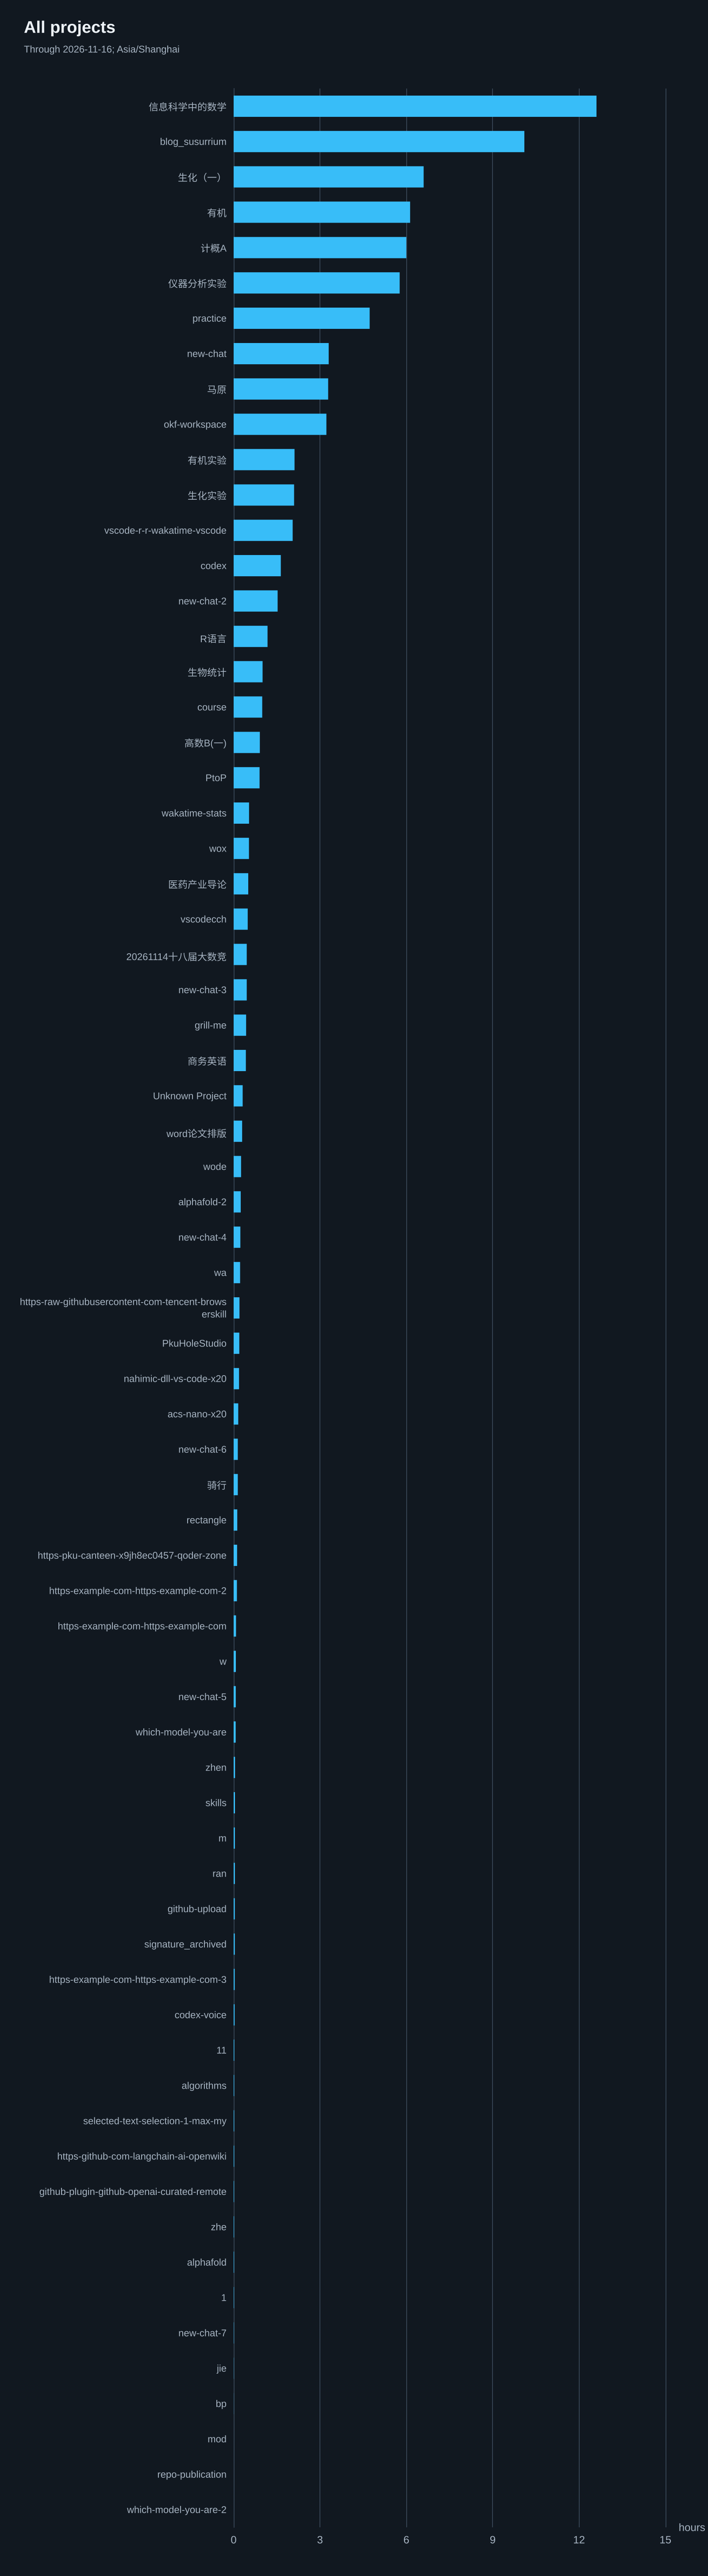 All projects
Through 2026-11-16; Asia/Shanghai
信息科学中的数学
blog_susurrium
生化（一）
有机
计概A
仪器分析实验
practice
new-chat
马原
okf-workspace
有机实验
生化实验
vscode-r-r-wakatime-vscode
codex
new-chat-2
R语言
生物统计
course
高数B(一)
PtoP
wakatime-stats
wox
医药产业导论
vscodecch
20261114十八届大数竞
new-chat-3
grill-me
商务英语
Unknown Project
word论文排版
wode
alphafold-2
new-chat-4
wa
https-raw-githubusercontent-com-tencent-brows
erskill
PkuHoleStudio
nahimic-dll-vs-code-x20
acs-nano-x20
new-chat-6
骑行
rectangle
https-pku-canteen-x9jh8ec0457-qoder-zone
https-example-com-https-example-com-2
https-example-com-https-example-com
w
new-chat-5
which-model-you-are
zhen
skills
m
ran
github-upload
signature_archived
https-example-com-https-example-com-3
codex-voice
11
algorithms
selected-text-selection-1-max-my
https-github-com-langchain-ai-openwiki
github-plugin-github-openai-curated-remote
zhe
alphafold
1
new-chat-7
jie
bp
mod
repo-publication
which-model-you-are-2
hours
0 3 6 9 12 15